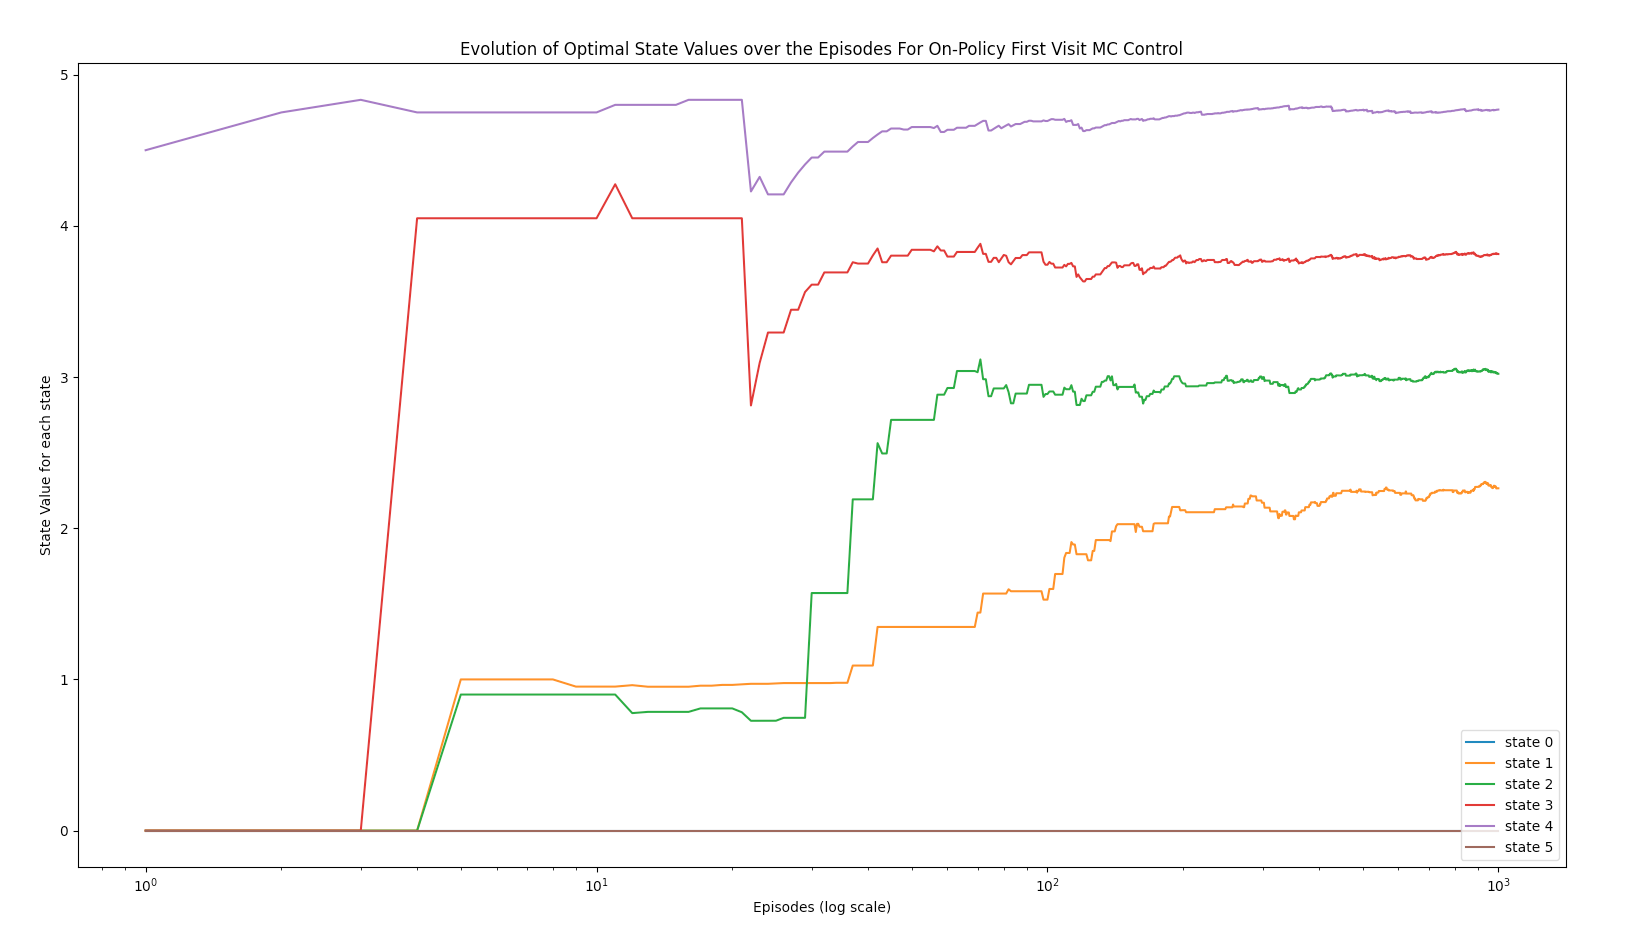 Evolution of Optimal State Values over the Episodes For On-Policy First Visit MC Control
State Value for each state
5
4
3
2
1
0
10⁰
10¹
10²
10³
Episodes (log scale)
state 0
state 1
state 2
state 3
state 4
state 5